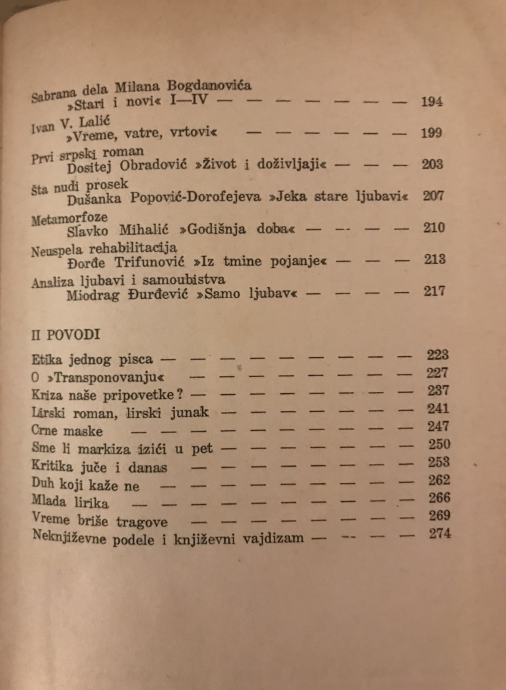 Sabrana dela Milana Bogdanovića
»Stari i novi« I—IV — — — — — — — 194
Ivan V. Lalić
»Vreme, vatre, vrtovi« — — — — — — 199
Prvi srpski roman
Dositej Obradović »Život i doživljaji« — — — 203
Šta nudi prosek
Dušanka Popović-Dorofejeva »Jeka stare ljubavi« 207
Metamorfoze
Slavko Mihalić »Godišnja doba« — — — — 210
Neuspela rehabilitacija
Đorđe Trifunović »Iz tmine pojanje« — — — 213
Analiza ljubavi i samoubistva
Miodrag Đurđević »Samo ljubav« — — — — 217
II POVODI
Etika jednog pisca — — — — — — — — — 223
O »Transponovanju« — — — — — — — — 227
Kriza naše pripovetke? — — — — — — — — 237
Lirski roman, lirski junak — — — — — — — 241
Crne maske — — — — — — — — — — 247
Sme li markiza izići u pet — — — — — — — 250
Kritika juče i danas — — — — — — — — 253
Duh koji kaže ne — — — — — — — — — 262
Mlada lirika — — — — — — — — — — 266
Vreme briše tragove — — — — — — — — 269
Neknjiževne podele i književni vajdizam — — — — 274